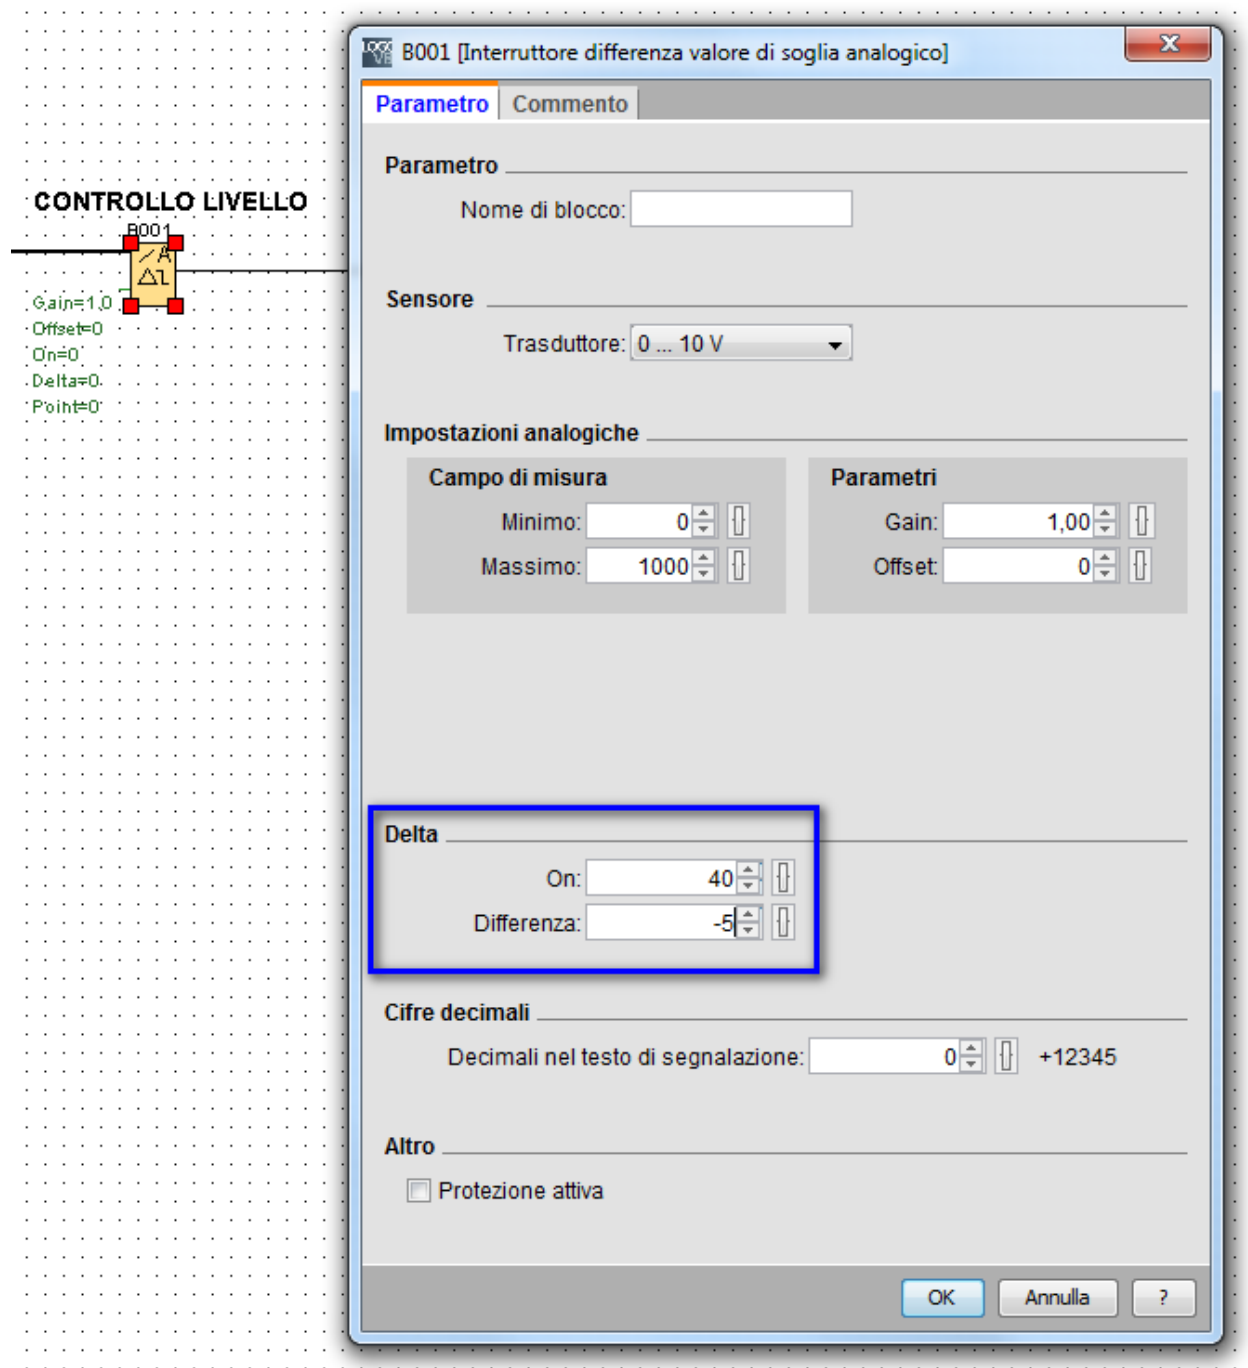 B001 [Interruttore differenza valore di soglia analogico]
Parametro Commento
Parametro
Nome di blocco:
CONTROLLO LIVELLO
B001
A
Sensore
Trasduttore: 0 ... 10 V
Gain=1,0
Offset=0
On=0
Delta=0
Point=0
Impostazioni analogiche
Campo di misura
Minimo: 0
Massimo: 1000
Parametri
Gain: 1,00
Offset: 0
Delta
On: 40
Differenza: -5
Cifre decimali
Decimali nel testo di segnalazione: 0 +12345
Altro
Protezione attiva
OK Annulla ?